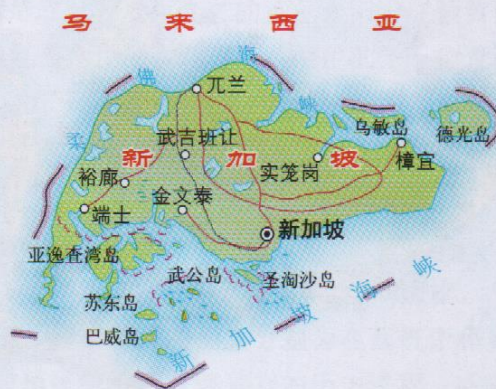 马来西亚
柔佛海峡
兀兰
乌敏岛
德光岛
武吉班让
新加坡
实笼岗
樟宜
裕廊
金文泰
端士
新加坡
亚逸查湾岛
武公岛
圣淘沙岛
苏东岛
巴威岛
新加坡海峡